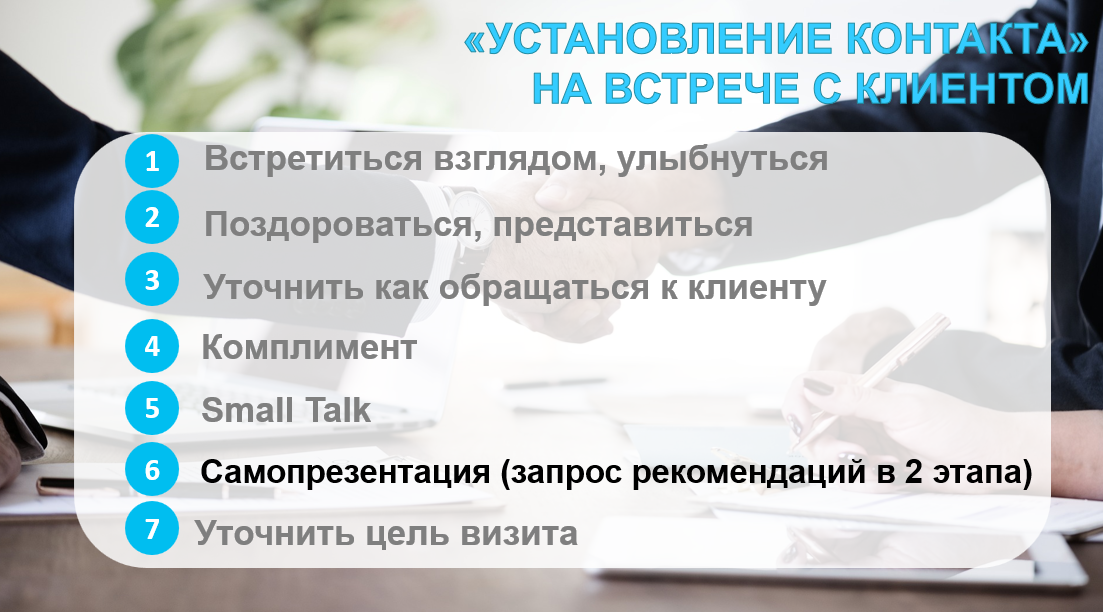 «УСТАНОВЛЕНИЕ КОНТАКТА»
НА ВСТРЕЧЕ С КЛИЕНТОМ
1 Встретиться взглядом, улыбнуться
2 Поздороваться, представиться
3 Уточнить как обращаться к клиенту
4 Комплимент
5 Small Talk
6 Самопрезентация (запрос рекомендаций в 2 этапа)
7 Уточнить цель визита